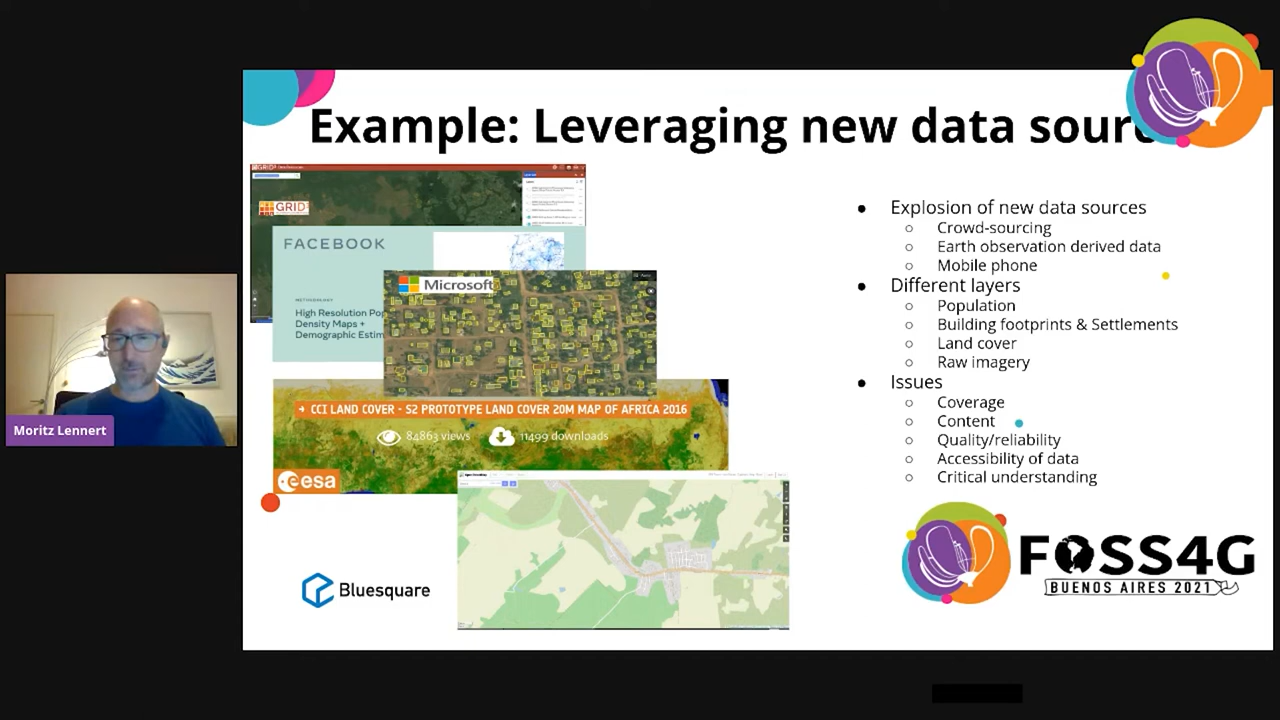 Example: Leveraging new data sour
GRID
FACEBOOK
METHODOLOGY
High Resolution Pop
Density Maps +
Demographic Estim
Microsoft
➔ CCI LAND COVER - S2 PROTOTYPE LAND COVER 20M MAP OF AFRICA 2016
84863 views
11499 downloads
esa
Bluesquare
● Explosion of new data sources
○ Crowd-sourcing
○ Earth observation derived data
○ Mobile phone
● Different layers
○ Population
○ Building footprints & Settlements
○ Land cover
○ Raw imagery
● Issues
○ Coverage
○ Content
○ Quality/reliability
○ Accessibility of data
○ Critical understanding
FOSS4G
BUENOS AIRES 2021
Moritz Lennert